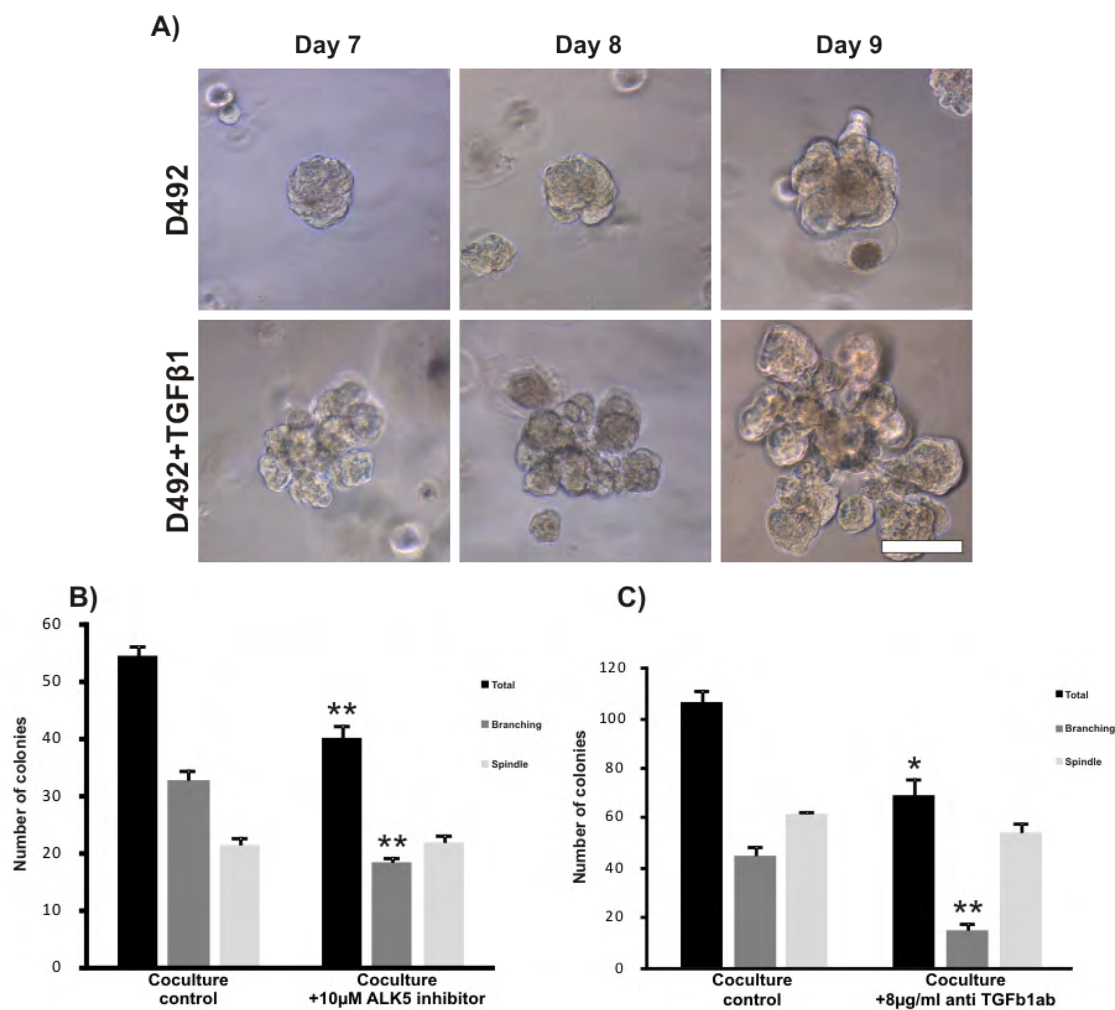 A)
Day 7
Day 8
Day 9
D492
D492+TGFβ1
B)
Number of colonies
60
50
40
30
20
10
0
**
**
Total
Branching
Spindle
Coculture
control
Coculture
+10µM ALK5 inhibitor
C)
Number of colonies
120
100
80
60
40
20
0
*
**
Total
Branching
Spindle
Coculture
control
Coculture
+8µg/ml anti TGFb1ab